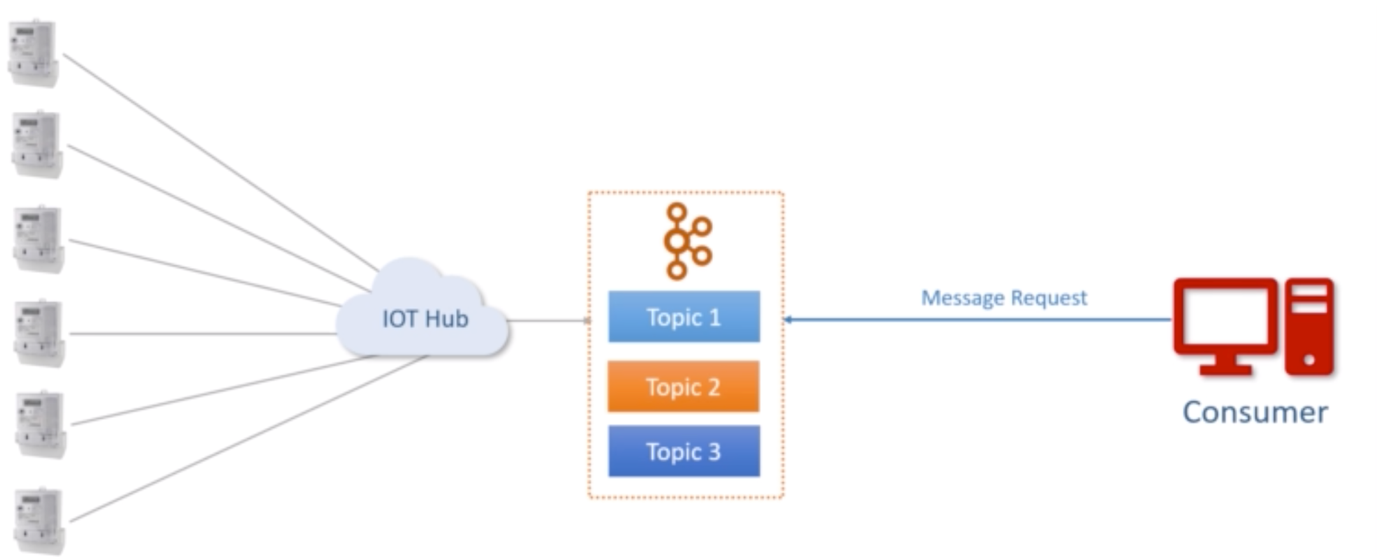 IOT Hub
Topic 1
Topic 2
Topic 3
Message Request
Consumer